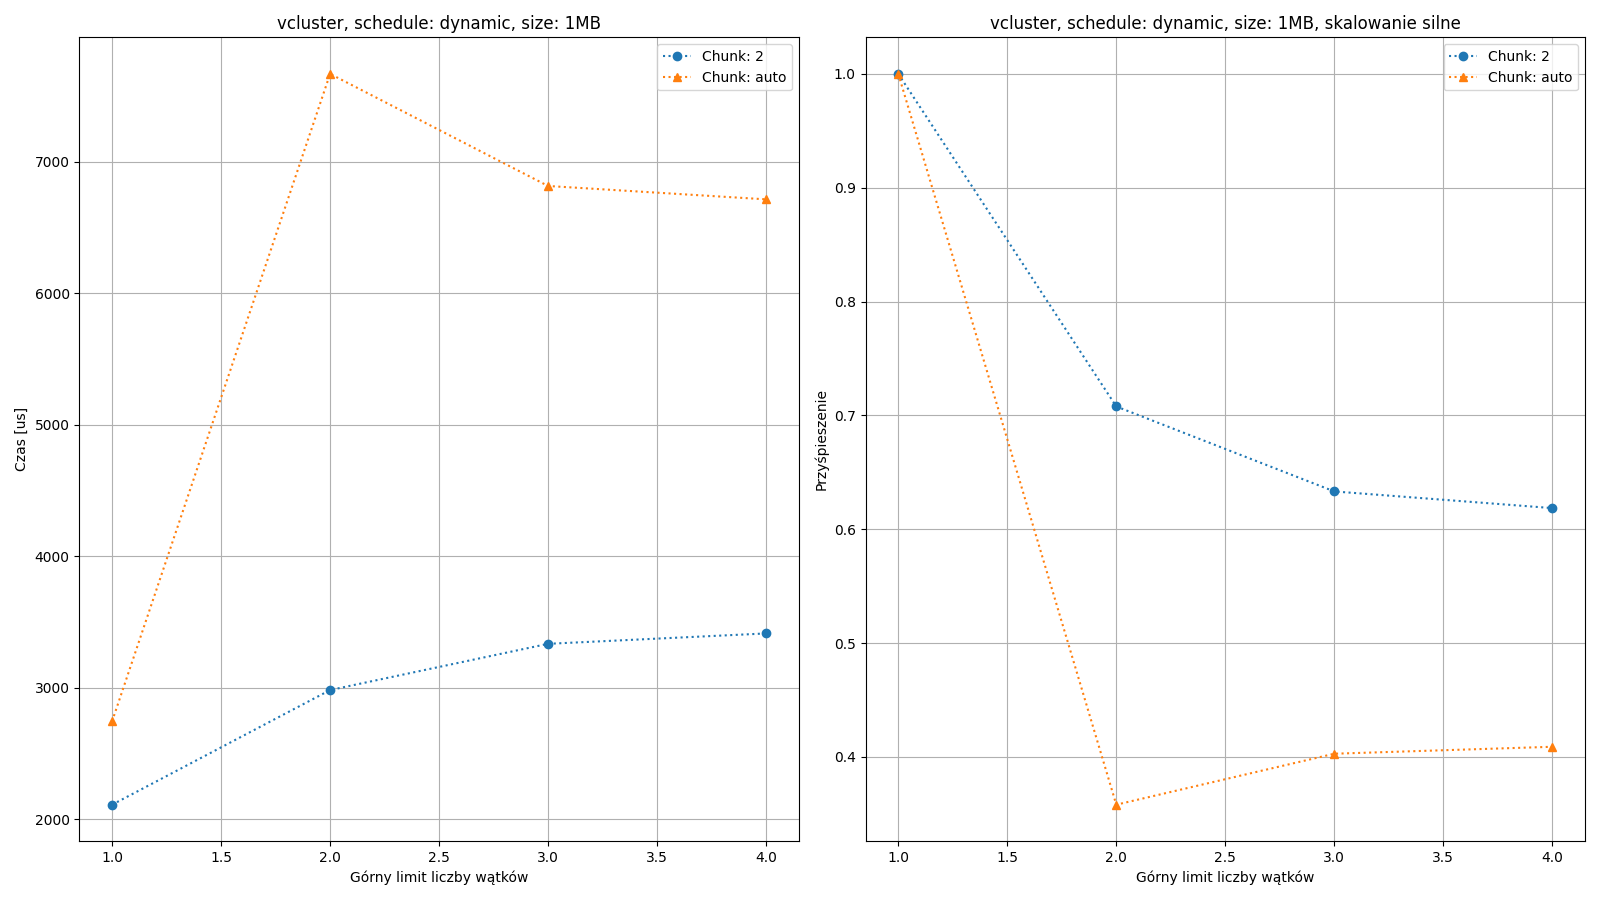 vcluster, schedule: dynamic, size: 1MB
Chunk: 2
Chunk: auto
Czas [us]
7000
6000
5000
4000
3000
2000
1.0 1.5 2.0 2.5 3.0 3.5 4.0
Górny limit liczby wątków
vcluster, schedule: dynamic, size: 1MB, skalowanie silne
Chunk: 2
Chunk: auto
Przyśpieszenie
1.0
0.9
0.8
0.7
0.6
0.5
0.4
1.0 1.5 2.0 2.5 3.0 3.5 4.0
Górny limit liczby wątków